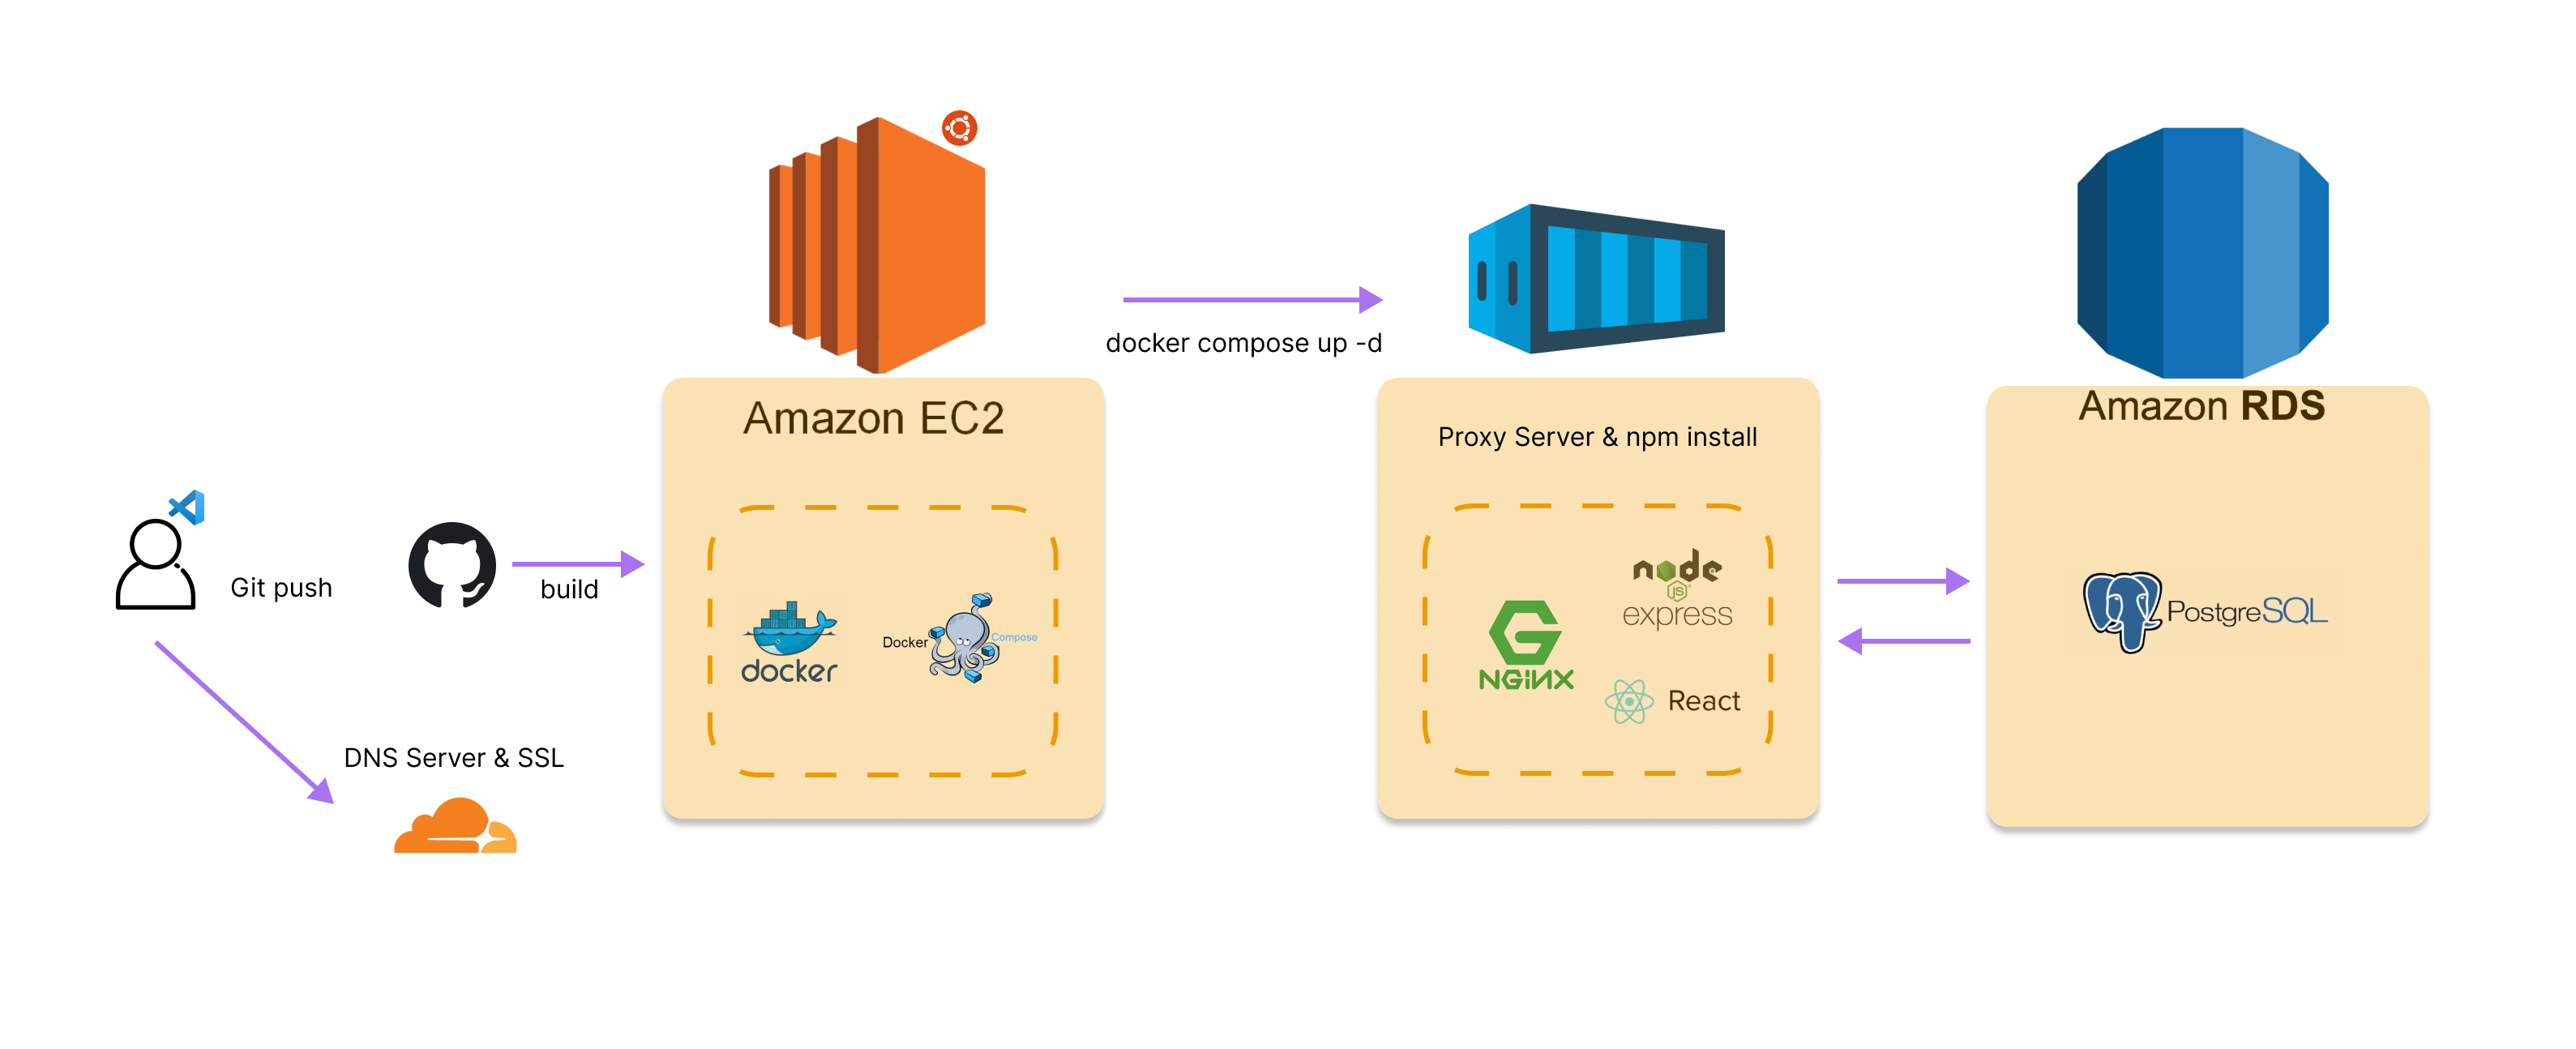 Git push
build
DNS Server & SSL
Amazon EC2
docker
Docker Compose
docker compose up -d
Proxy Server & npm install
node
JS
express
NGINX
React
Amazon RDS
PostgreSQL